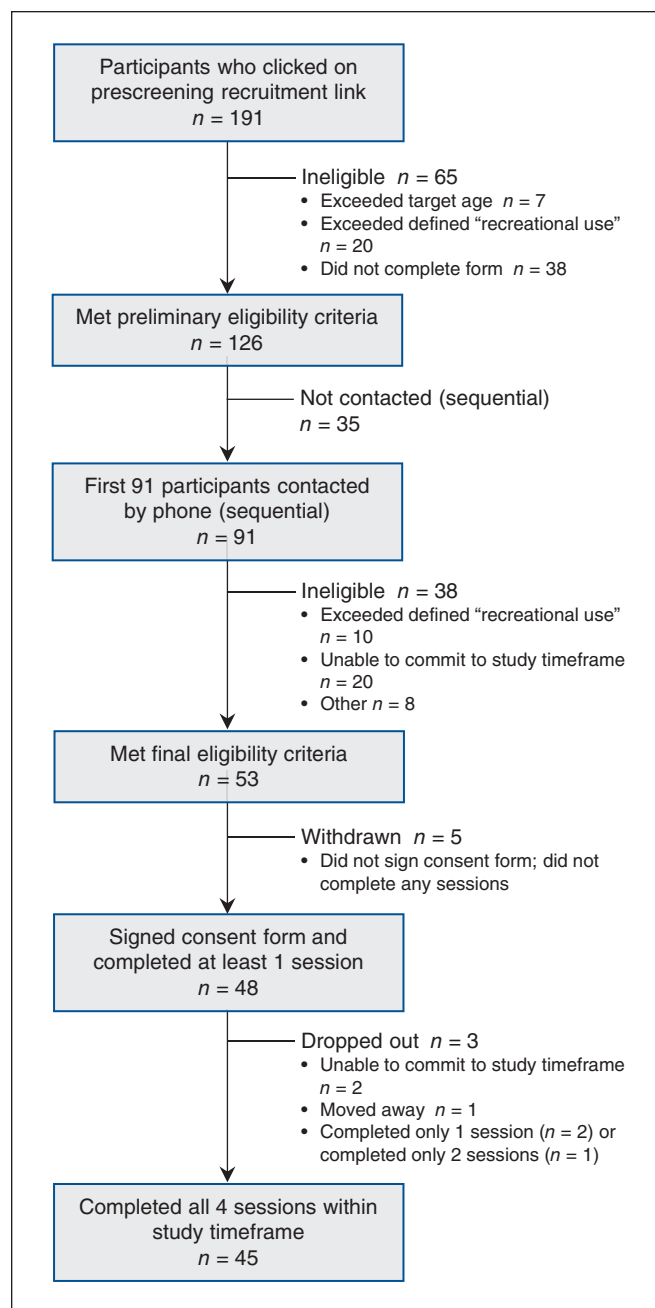 Participants who clicked on
prescreening recruitment link
n = 191
Ineligible n = 65
• Exceeded target age n = 7
• Exceeded defined “recreational use”
n = 20
• Did not complete form n = 38
Met preliminary eligibility criteria
n = 126
Not contacted (sequential)
n = 35
First 91 participants contacted
by phone (sequential)
n = 91
Ineligible n = 38
• Exceeded defined “recreational use”
n = 10
• Unable to commit to study timeframe
n = 20
• Other n = 8
Met final eligibility criteria
n = 53
Withdrawn n = 5
• Did not sign consent form; did not
complete any sessions
Signed consent form and
completed at least 1 session
n = 48
Dropped out n = 3
• Unable to commit to study timeframe
n = 2
• Moved away n = 1
• Completed only 1 session (n = 2) or
completed only 2 sessions (n = 1)
Completed all 4 sessions within
study timeframe
n = 45